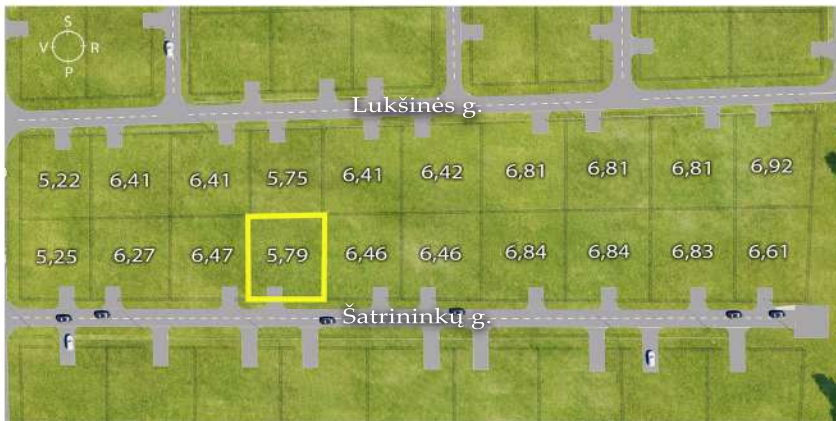 Š
V R
P
Lukšinės g.
5,22 6,41 6,41 5,75 6,41 6,42 6,81 6,81 6,81 6,92
5,25 6,27 6,47 5,79 6,46 6,46 6,84 6,84 6,83 6,61
Šatrininkų g.